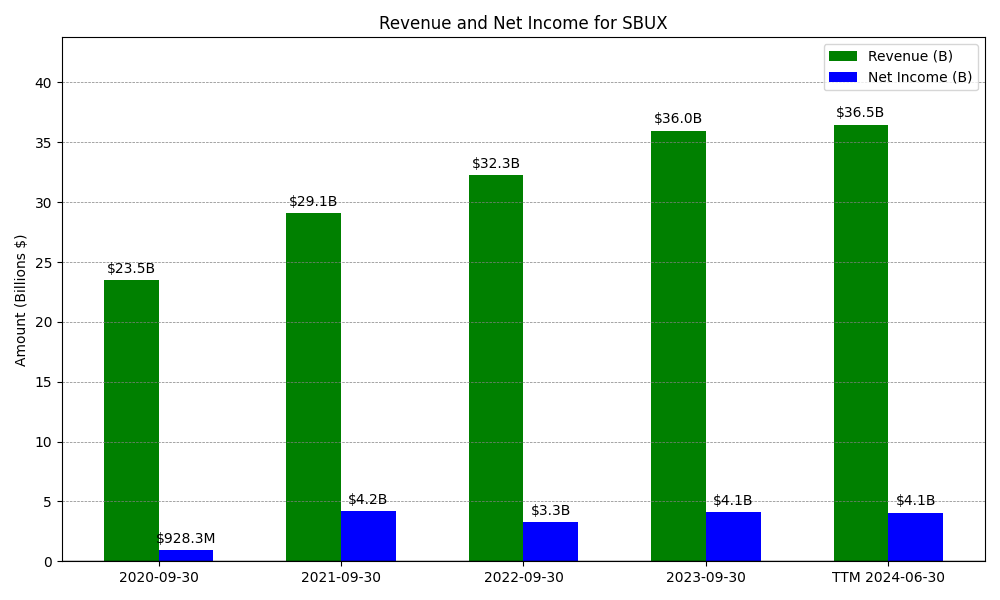 Revenue and Net Income for SBUX
Revenue (B)
Net Income (B)
Amount (Billions $)
40
35
30
25
20
15
10
5
0
$23.5B
$928.3M
$29.1B
$4.2B
$32.3B
$3.3B
$36.0B
$4.1B
$36.5B
$4.1B
2020-09-30
2021-09-30
2022-09-30
2023-09-30
TTM 2024-06-30